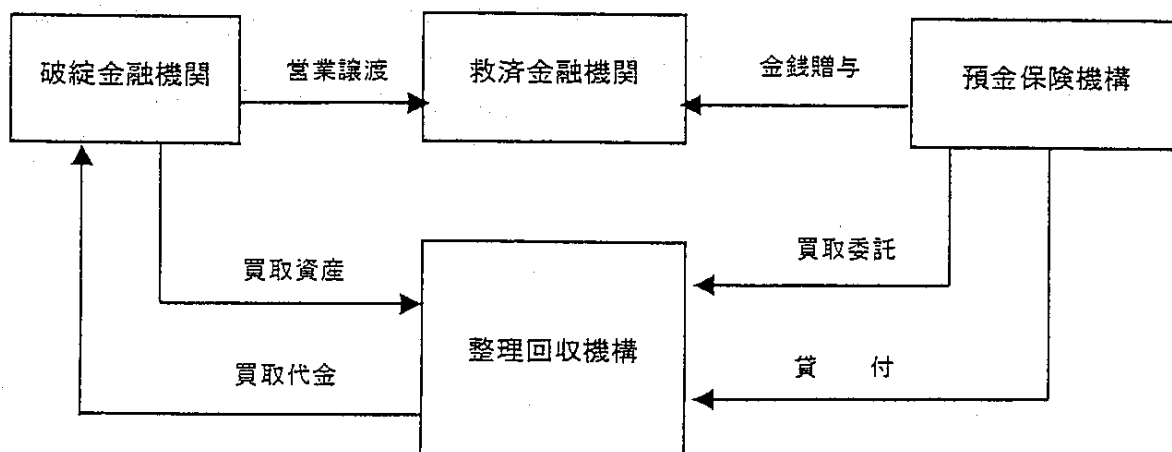 破綻金融機関
営業譲渡
救済金融機関
金銭贈与
預金保険機構
買取資産
買取委託
整理回収機構
買取代金
貸 付